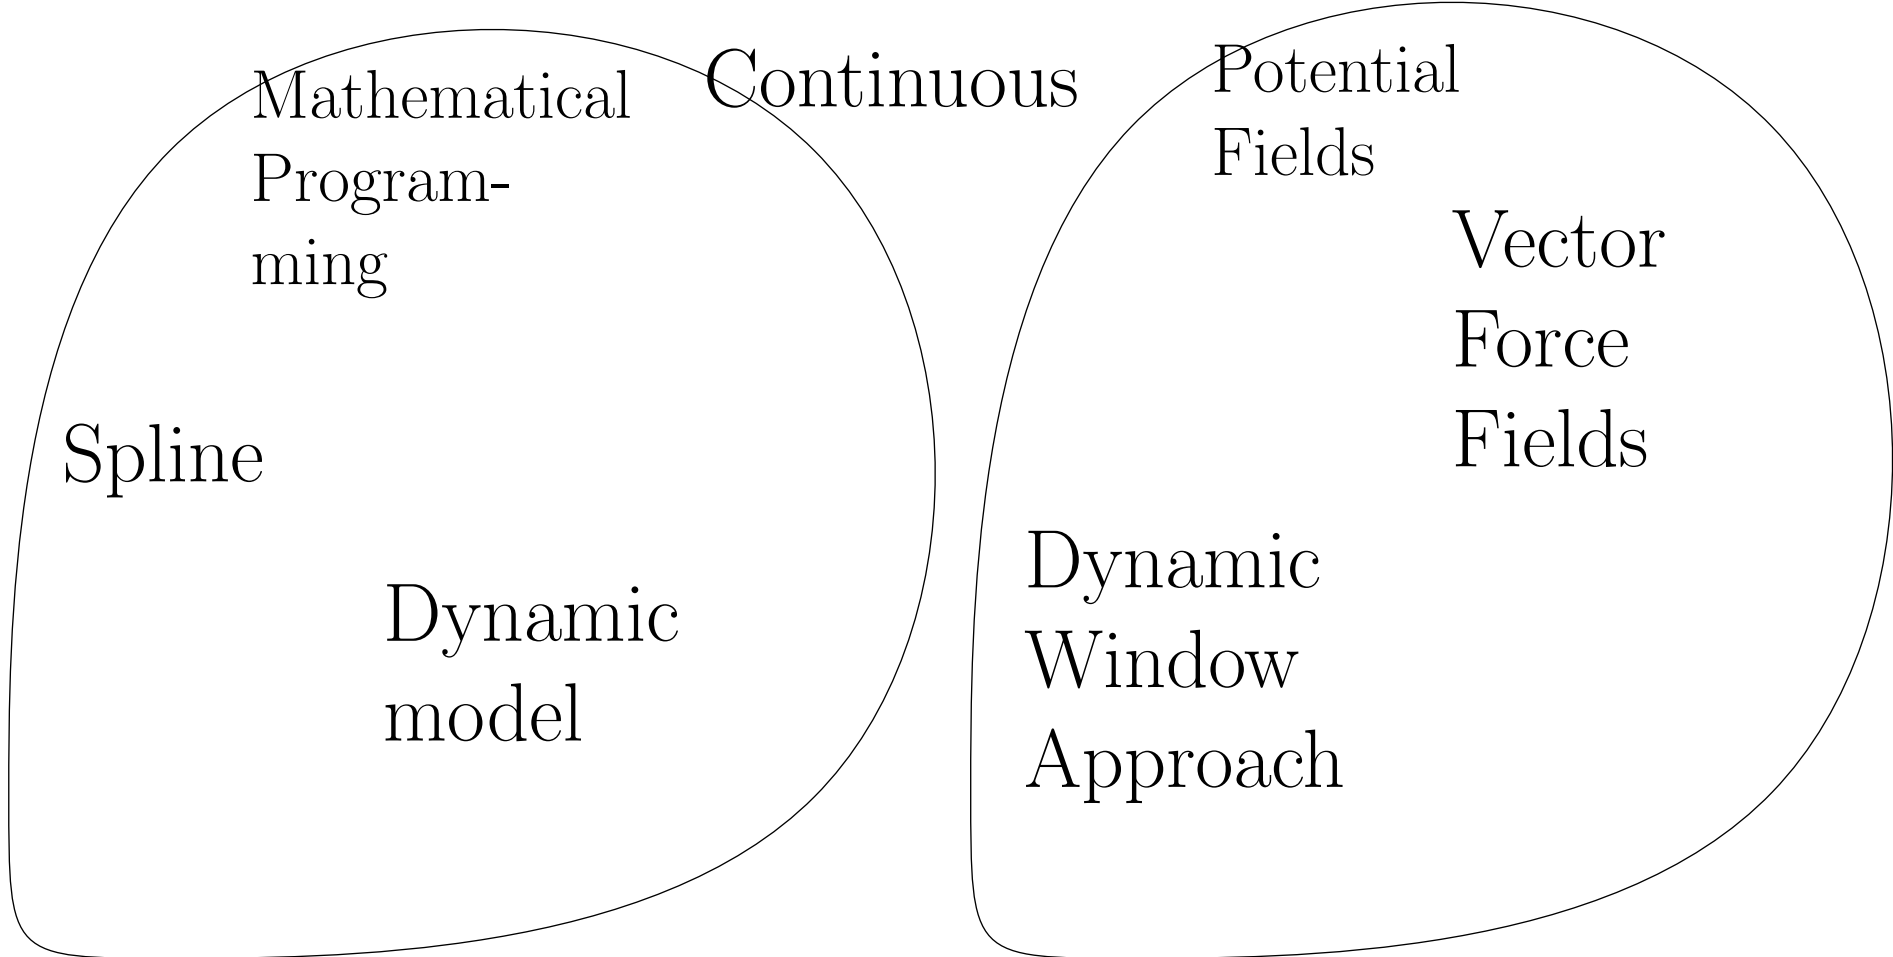 Mathematical
Program-
ming
Continuous
Potential
Fields
Vector
Force
Fields
Spline
Dynamic
model
Dynamic
Window
Approach